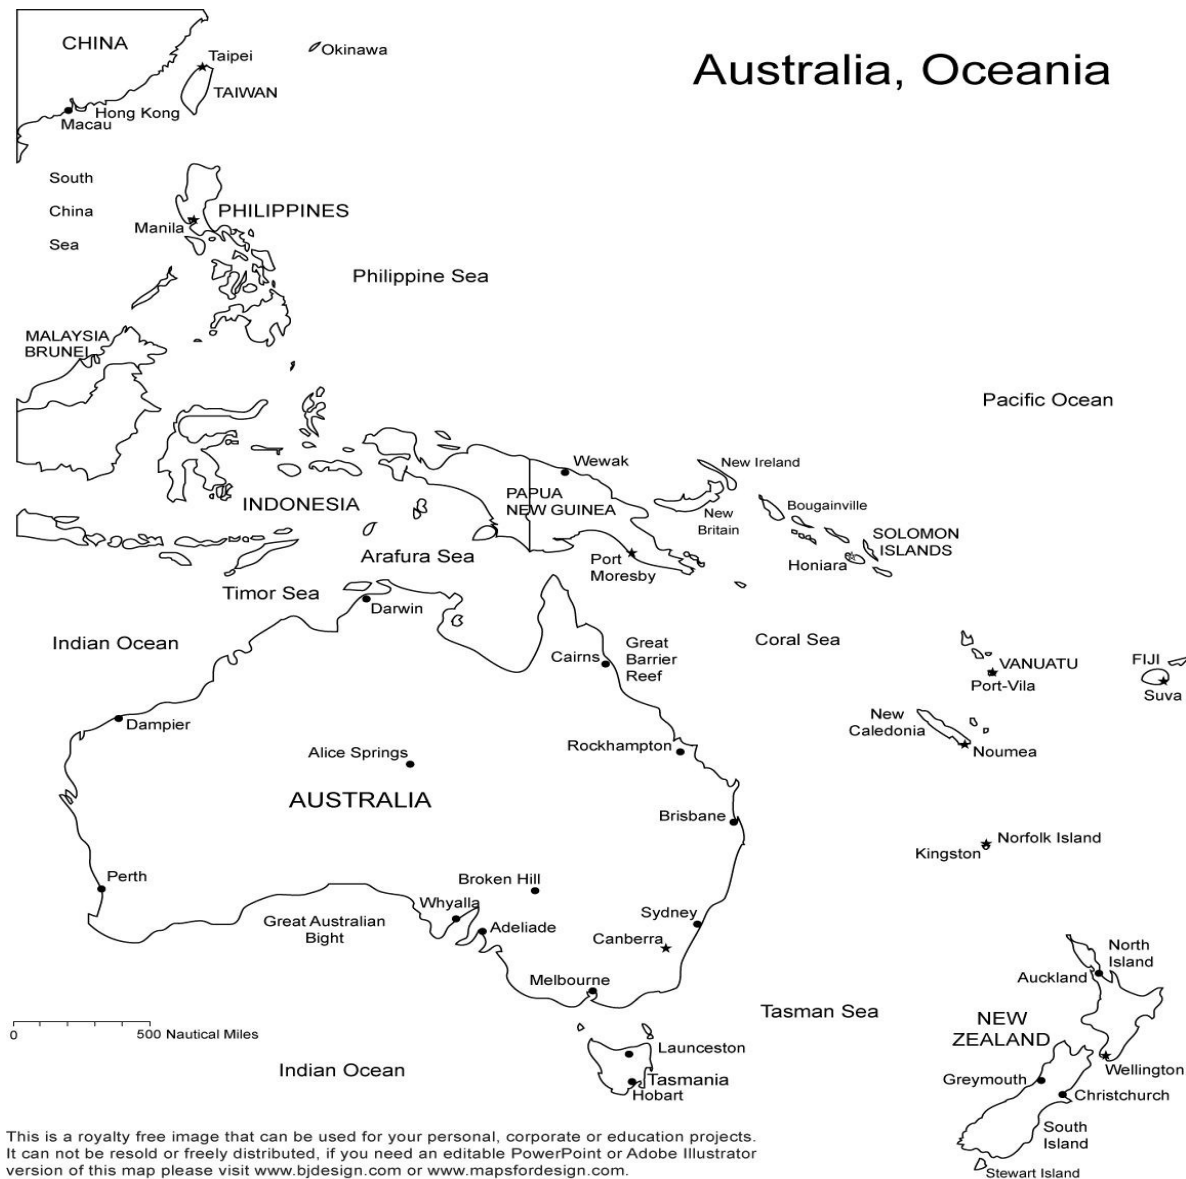 Australia, Oceania
CHINA
Okinawa
Taipei
TAIWAN
Hong Kong
Macau
South
China
Sea
PHILIPPINES
Manila
Philippine Sea
MALAYSIA
BRUNEI
Pacific Ocean
Wewak
New Ireland
PAPUA
NEW GUINEA
INDONESIA
New
Britain
Bougainville
SOLOMON
ISLANDS
Honiara
Arafura Sea
Port
Moresby
Timor Sea
Darwin
Indian Ocean
Cairns
Great
Barrier
Reef
Coral Sea
VANUATU
Port-Vila
FIJI
Suva
Dampier
New
Caledonia
Noumea
Alice Springs
Rockhampton
AUSTRALIA
Brisbane
Norfolk Island
Kingston
Perth
Broken Hill
Whyalla
Great Australian
Bight
Adeliade
Sydney
Canberra
Melbourne
North
Island
Auckland
Tasman Sea
NEW
ZEALAND
0
500 Nautical Miles
Launceston
Indian Ocean
Tasmania
Hobart
Wellington
Greymouth
Christchurch
South
Island
Stewart Island
This is a royalty free image that can be used for your personal, corporate or education projects.
It can not be resold or freely distributed, if you need an editable PowerPoint or Adobe Illustrator
version of this map please visit www.bjdesign.com or www.mapsfordesign.com.